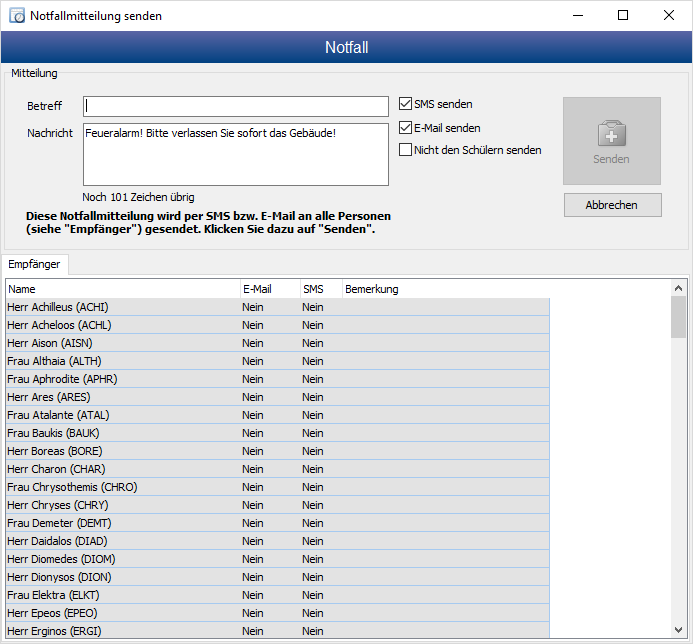 Notfallmitteilung senden
Notfall
Mitteilung
Betreff
SMS senden
Nachricht
Feueralarm! Bitte verlassen Sie sofort das Gebäude!
E-Mail senden
Nicht den Schülern senden
Senden
Noch 101 Zeichen übrig
Abbrechen
Diese Notfallmitteilung wird per SMS bzw. E-Mail an alle Personen
(siehe "Empfänger") gesendet. Klicken Sie dazu auf "Senden".
Empfänger
Name E-Mail SMS Bemerkung
Herr Achilleus (ACHI) Nein Nein
Herr Acheloos (ACHL) Nein Nein
Herr Aison (AISN) Nein Nein
Frau Althaia (ALTH) Nein Nein
Frau Aphrodite (APHR) Nein Nein
Herr Ares (ARES) Nein Nein
Frau Atalante (ATAL) Nein Nein
Frau Baukis (BAUK) Nein Nein
Herr Boreas (BORE) Nein Nein
Herr Charon (CHAR) Nein Nein
Frau Chrysothemis (CHRO) Nein Nein
Herr Chryses (CHRY) Nein Nein
Frau Demeter (DEMT) Nein Nein
Herr Daidalos (DIAD) Nein Nein
Herr Diomedes (DIOM) Nein Nein
Herr Dionysos (DION) Nein Nein
Frau Elektra (ELKT) Nein Nein
Herr Epeos (EPEO) Nein Nein
Herr Erginos (ERGI) Nein Nein